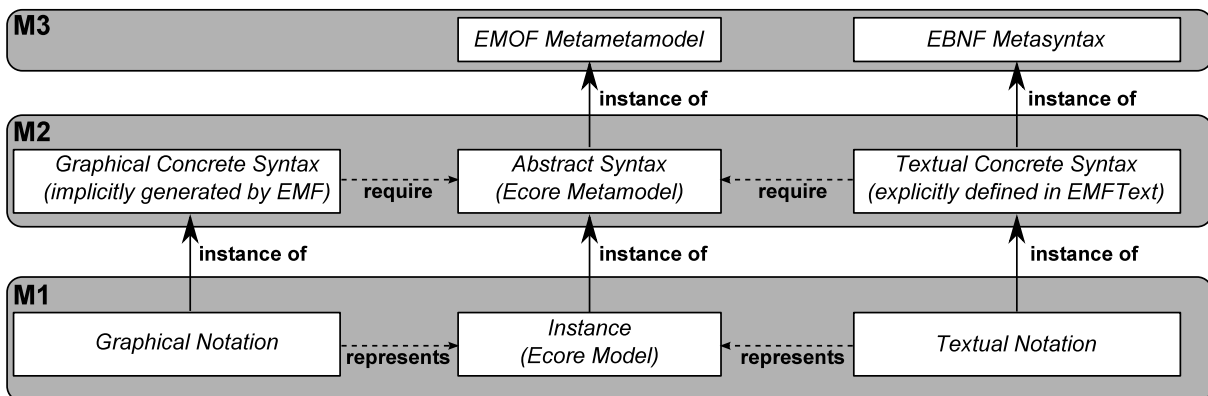 M3
EMOF Metametamodel
EBNF Metasyntax
instance of
instance of
M2
Graphical Concrete Syntax
(implicitly generated by EMF)
require
Abstract Syntax
(Ecore Metamodel)
require
Textual Concrete Syntax
(explicitly defined in EMFText)
instance of
instance of
instance of
M1
Graphical Notation
represents
Instance
(Ecore Model)
represents
Textual Notation